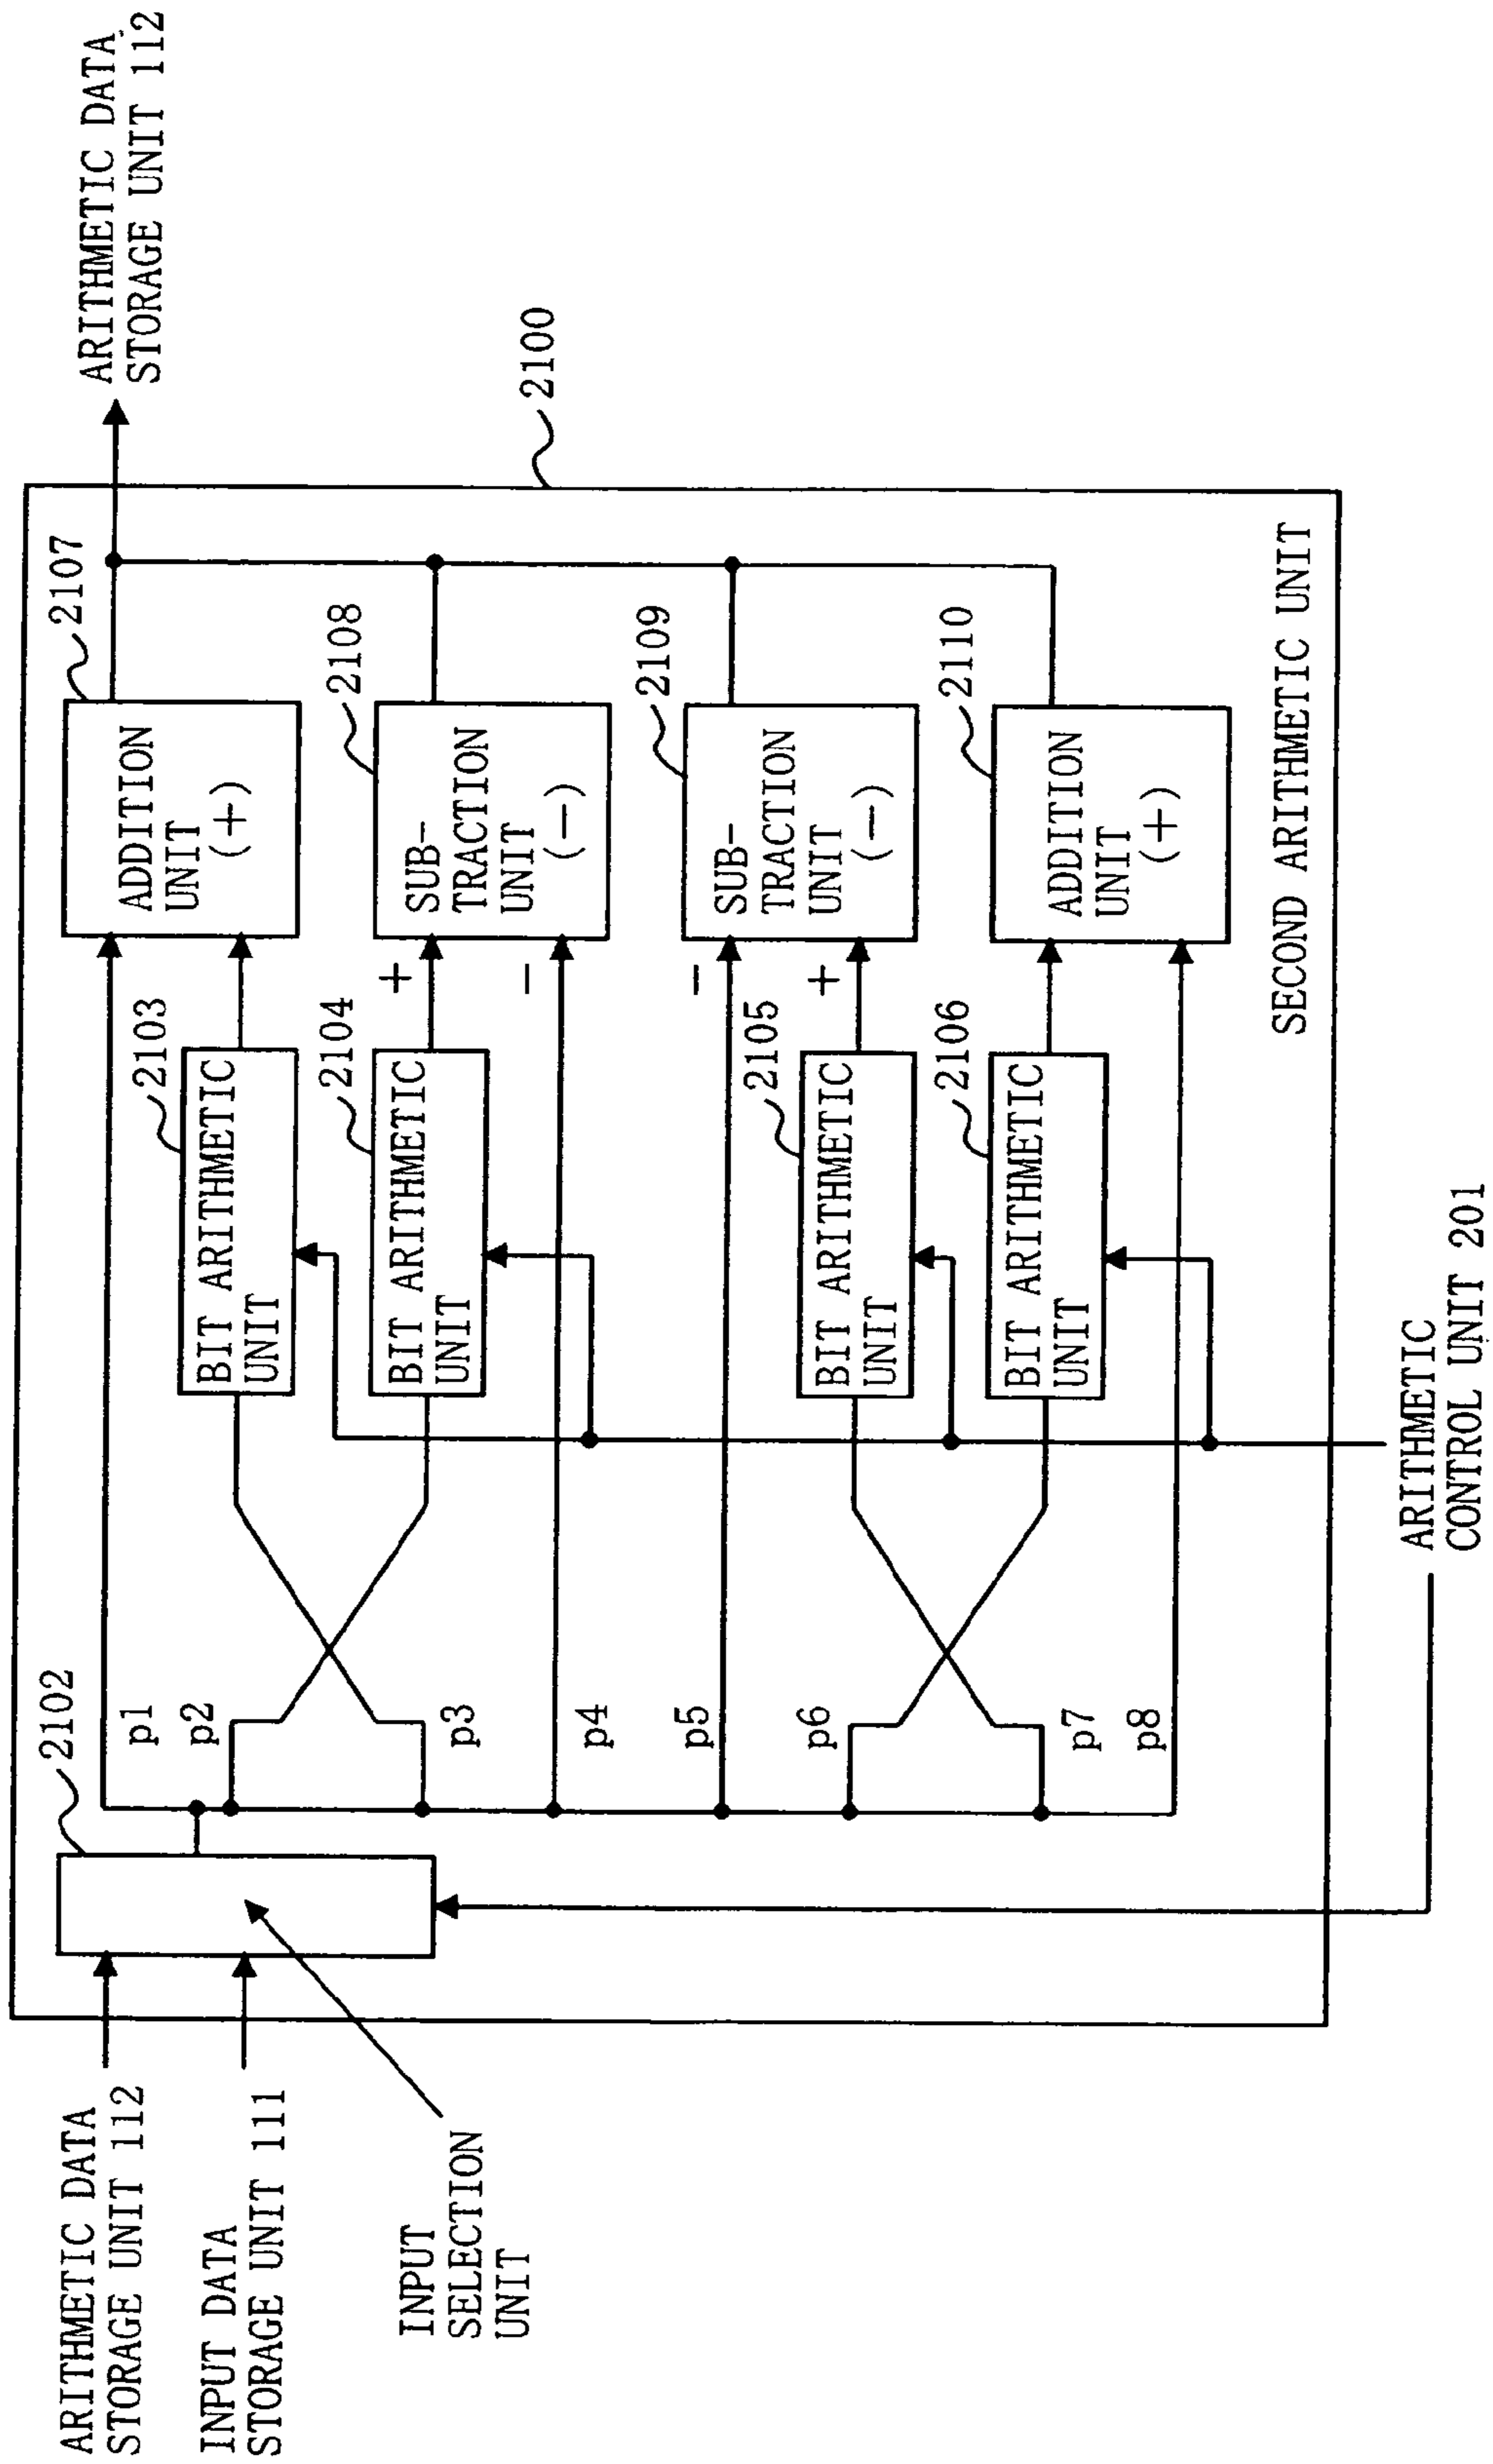 ARITHMETIC DATA
STORAGE UNIT 112
INPUT DATA
STORAGE UNIT 111
INPUT
SELECTION
UNIT
2102
p1
p2
p3
p4
p5
p6
p7
p8
2103
BIT ARITHMETIC
UNIT
2104
BIT ARITHMETIC
UNIT
2105
BIT ARITHMETIC
UNIT
2106
BIT ARITHMETIC
UNIT
+
−
−
+
2107
ADDITION
UNIT
(+)
2108
SUB-
TRACTION
UNIT
(−)
2109
SUB-
TRACTION
UNIT
(−)
2110
ADDITION
UNIT
(+)
SECOND ARITHMETIC UNIT
2100
ARITHMETIC DATA
STORAGE UNIT 112
ARITHMETIC
CONTROL UNIT 201